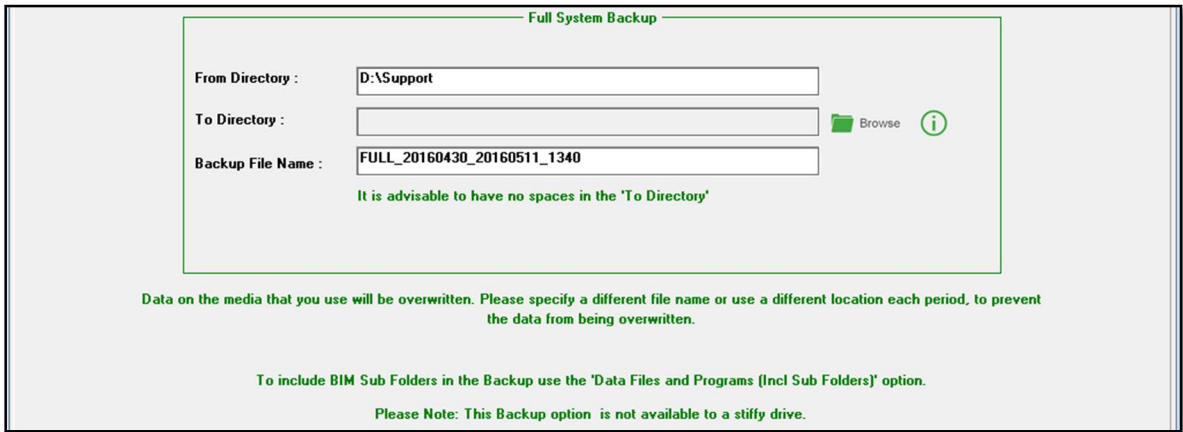 Full System Backup
From Directory :
D:\Support
To Directory :
Browse
Backup File Name :
FULL_20160430_20160511_1340
It is advisable to have no spaces in the 'To Directory'
Data on the media that you use will be overwritten. Please specify a different file name or use a different location each period, to prevent
the data from being overwritten.
To include BIM Sub Folders in the Backup use the 'Data Files and Programs (Incl Sub Folders)' option.
Please Note: This Backup option  is not available to a stiffy drive.